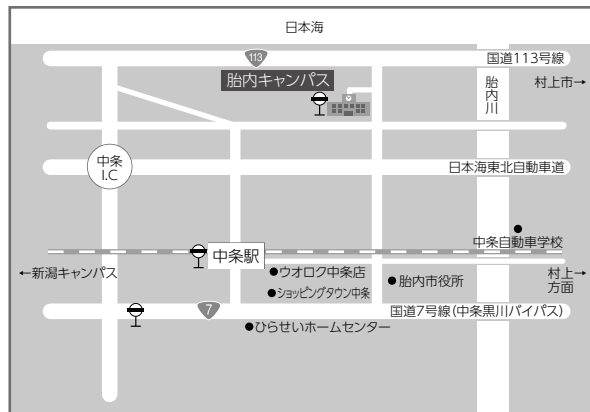 日本海
113
国道113号線
胎内キャンパス
胎内川
村上市→
中条
I.C
日本海東北自動車道
中条自動車学校
中条駅
←新潟キャンパス
●ウオロク中条店
●胎内市役所
村上→
方面
●ショッピングタウン中条
7
国道7号線(中条黒川バイパス)
●ひらせいホームセンター